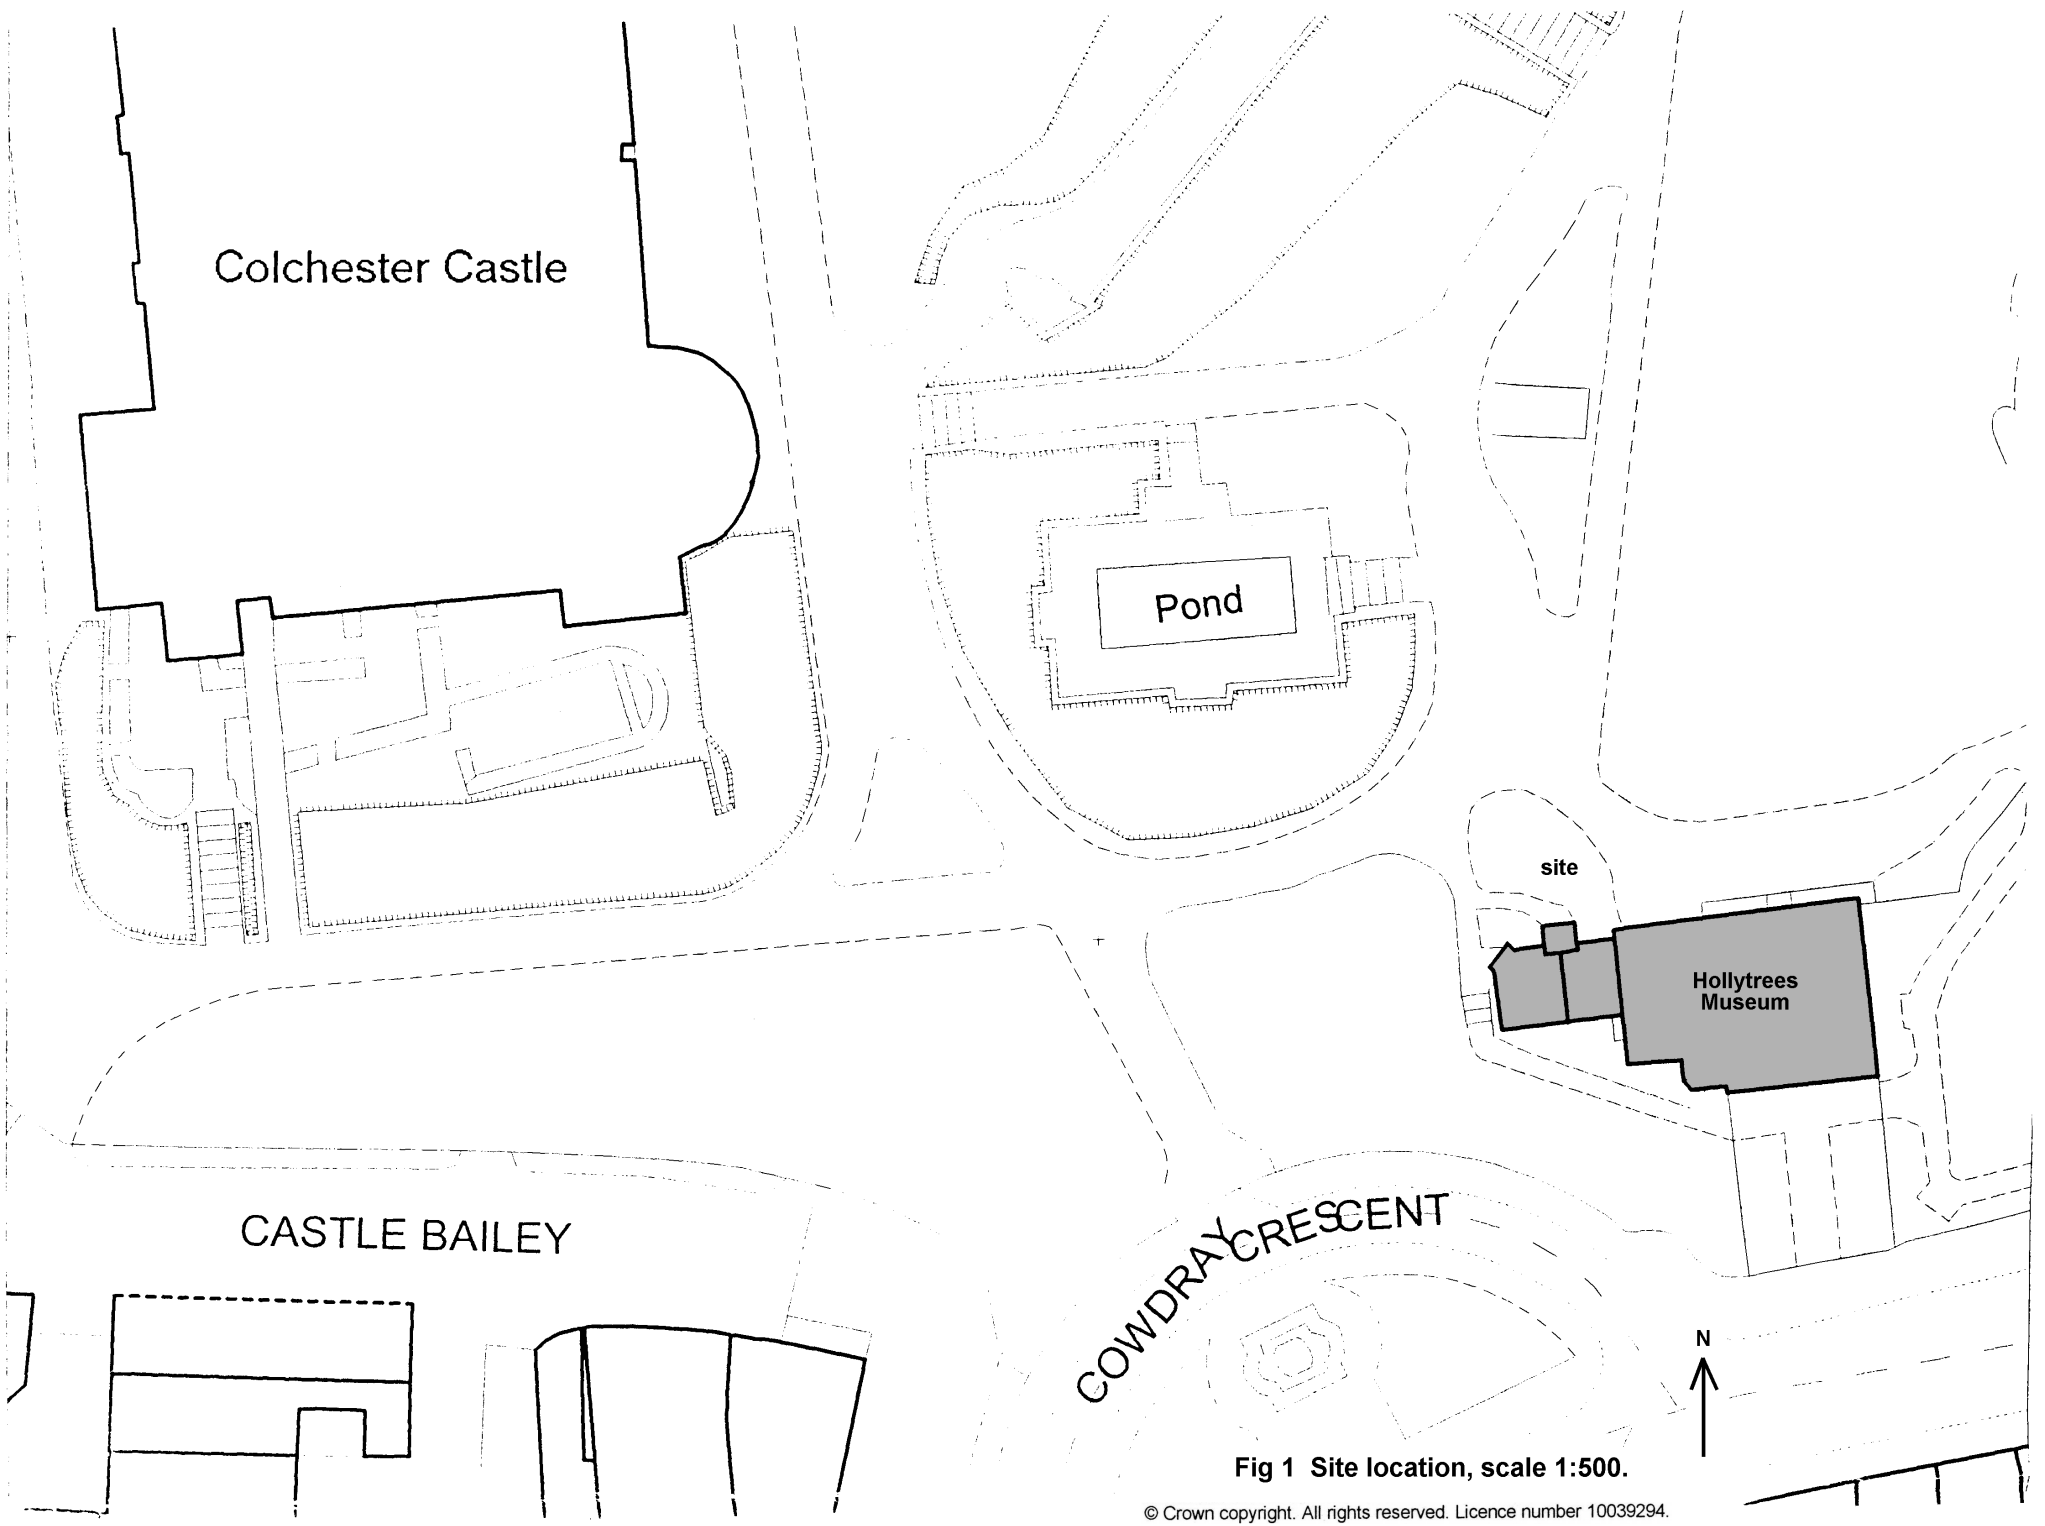 Colchester Castle
Pond
site
Hollytrees
Museum
CASTLE BAILEY
COWDRAY CRESCENT
N
Fig 1 Site location, scale 1:500.
© Crown copyright. All rights reserved. Licence number 10039294.